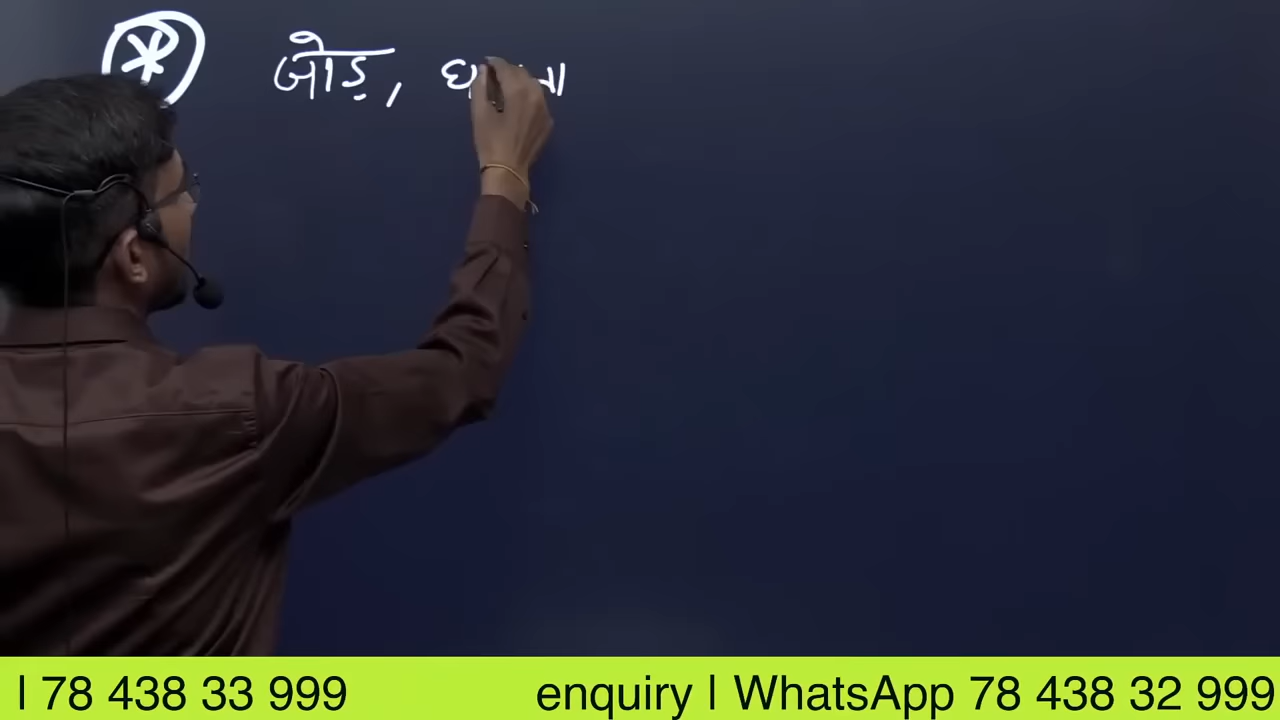 * जोड़,
l 78 438 33 999 enquiry l WhatsApp 78 438 32 999